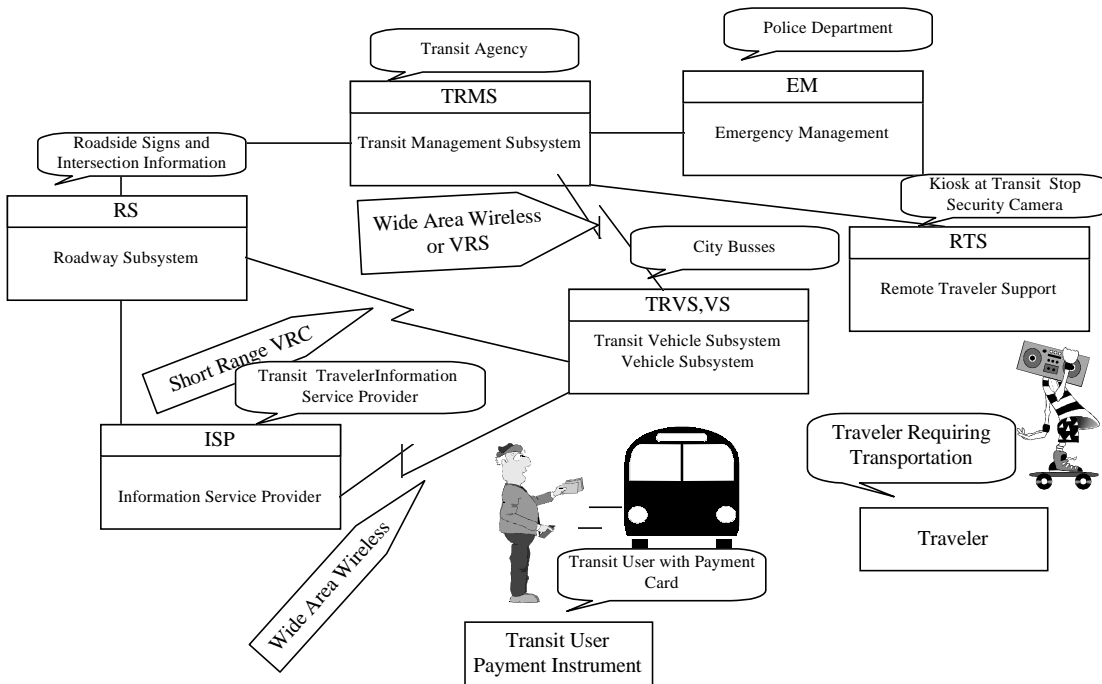 Police Department
Transit Agency
TRMS
Transit Management Subsystem
EM
Emergency Management
Roadside Signs and
Intersection Information
RS
Roadway Subsystem
Wide Area Wireless
or VRS
Kiosk at Transit Stop
Security Camera
RTS
Remote Traveler Support
City Busses
TRVS,VS
Transit Vehicle Subsystem
Vehicle Subsystem
Short Range VRC
Transit TravelerInformation
Service Provider
ISP
Information Service Provider
Wide Area Wireless
Traveler Requiring
Transportation
Traveler
Transit User with Payment
Card
Transit User
Payment Instrument